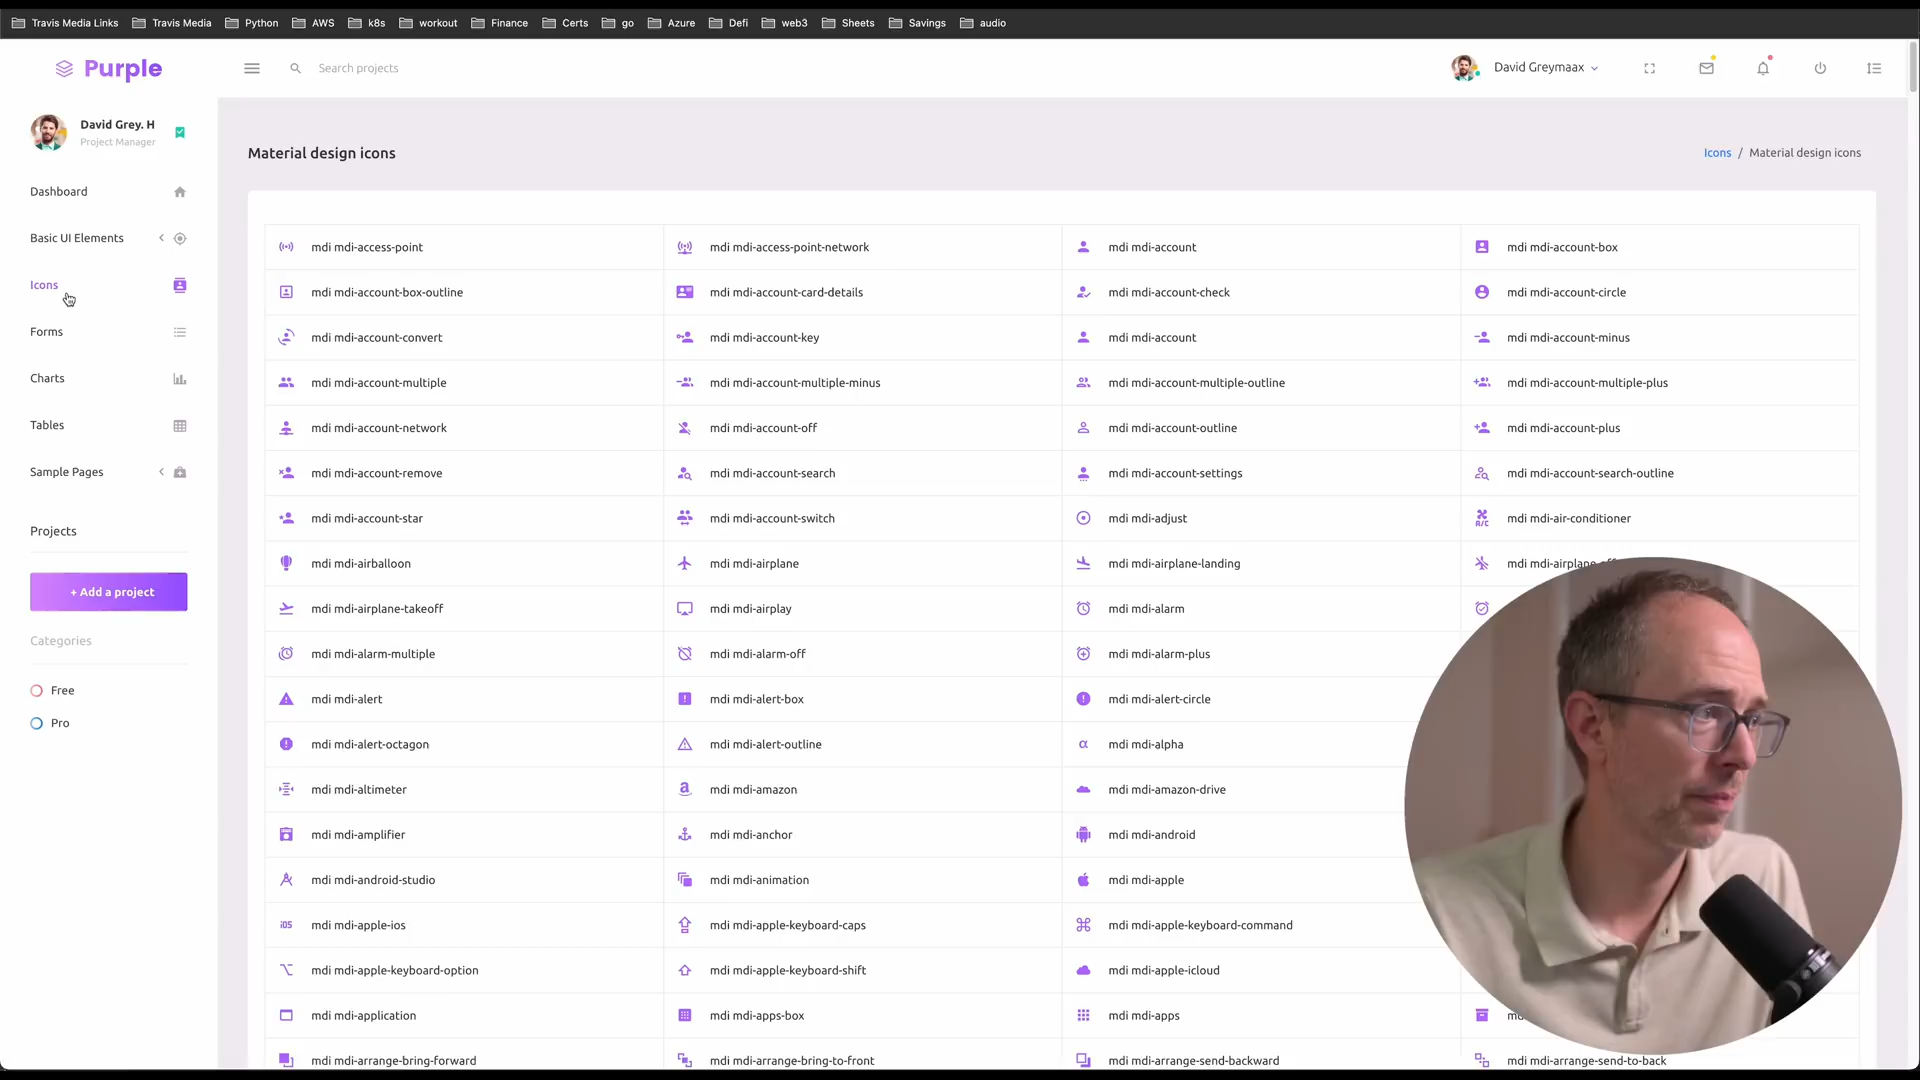 Travis Media Links Travis Media Python AWS k8s workout Finance Certs go Azure Defi web3 Sheets Savings audio
Purple
Search projects
David Greymaax
David Grey. H
Project Manager
Dashboard
Basic UI Elements
Icons
Forms
Charts
Tables
Sample Pages
Projects
+ Add a project
Categories
Free
Pro
Material design icons
Icons / Material design icons
mdi mdi-access-point mdi mdi-access-point-network mdi mdi-account mdi mdi-account-box
mdi mdi-account-box-outline mdi mdi-account-card-details mdi mdi-account-check mdi mdi-account-circle
mdi mdi-account-convert mdi mdi-account-key mdi mdi-account mdi mdi-account-minus
mdi mdi-account-multiple mdi mdi-account-multiple-minus mdi mdi-account-multiple-outline mdi mdi-account-multiple-plus
mdi mdi-account-network mdi mdi-account-off mdi mdi-account-outline mdi mdi-account-plus
mdi mdi-account-remove mdi mdi-account-search mdi mdi-account-settings mdi mdi-account-search-outline
mdi mdi-account-star mdi mdi-account-switch mdi mdi-adjust A/C mdi mdi-air-conditioner
mdi mdi-airballoon mdi mdi-airplane mdi mdi-airplane-landing mdi
mdi mdi-airplane-takeoff mdi mdi-airplay mdi mdi-alarm
mdi mdi-alarm-multiple mdi mdi-alarm-off mdi mdi-alarm-plus
mdi mdi-alert mdi mdi-alert-box mdi mdi-alert-circle
mdi mdi-alert-octagon mdi mdi-alert-outline α mdi mdi-alpha
mdi mdi-altimeter a mdi mdi-amazon mdi mdi-amazon-drive
mdi mdi-amplifier mdi mdi-anchor mdi mdi-android
mdi mdi-android-studio mdi mdi-animation mdi mdi-apple
iOS mdi mdi-apple-ios mdi mdi-apple-keyboard-caps mdi mdi-apple-keyboard-command
mdi mdi-apple-keyboard-option mdi mdi-apple-keyboard-shift mdi mdi-apple-icloud
mdi mdi-application mdi mdi-apps-box mdi mdi-apps
mdi mdi-arrange-bring-forward mdi mdi-arrange-bring-to-front mdi mdi-arrange-send-backward mdi mdi-arrange-send-to-back